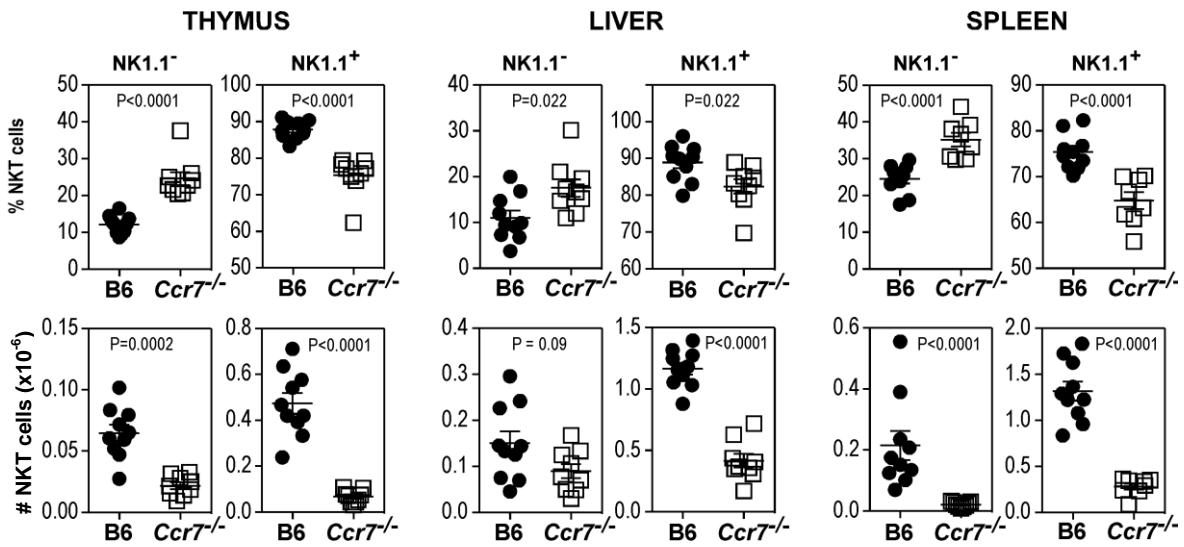 THYMUS LIVER SPLEEN
NK1.1⁻ NK1.1⁺ NK1.1⁻ NK1.1⁺ NK1.1⁻ NK1.1⁺
% NKT cells
50
40
30
20
10
0
P<0.0001
B6 Ccr7⁻/⁻
100
90
80
70
60
50
P<0.0001
B6 Ccr7⁻/⁻
40
30
20
10
0
P=0.022
B6 Ccr7⁻/⁻
100
90
80
70
60
P=0.022
B6 Ccr7⁻/⁻
50
40
30
20
10
0
P<0.0001
B6 Ccr7⁻/⁻
90
80
70
60
50
P<0.0001
B6 Ccr7⁻/⁻
# NKT cells (x10⁻⁶)
0.15
0.10
0.05
0.00
P=0.0002
B6 Ccr7⁻/⁻
0.8
0.6
0.4
0.2
0.0
P<0.0001
B6 Ccr7⁻/⁻
0.4
0.3
0.2
0.1
0.0
P = 0.09
B6 Ccr7⁻/⁻
1.5
1.0
0.5
0.0
P<0.0001
B6 Ccr7⁻/⁻
0.6
0.4
0.2
0.0
P<0.0001
B6 Ccr7⁻/⁻
2.0
1.5
1.0
0.5
0.0
P<0.0001
B6 Ccr7⁻/⁻